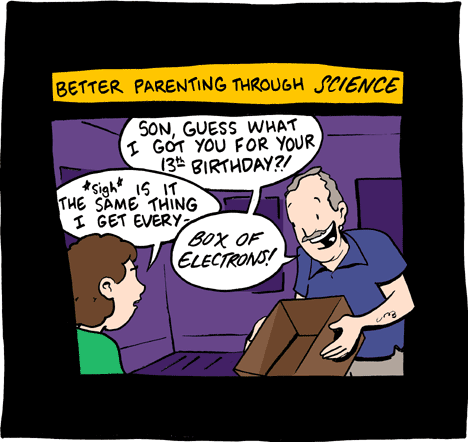 BETTER PARENTING THROUGH SCIENCE
SON, GUESS WHAT
I GOT YOU FOR YOUR
13th BIRTHDAY?!
*sigh* IS IT
THE SAME THING
I GET EVERY-
BOX OF
ELECTRONS!